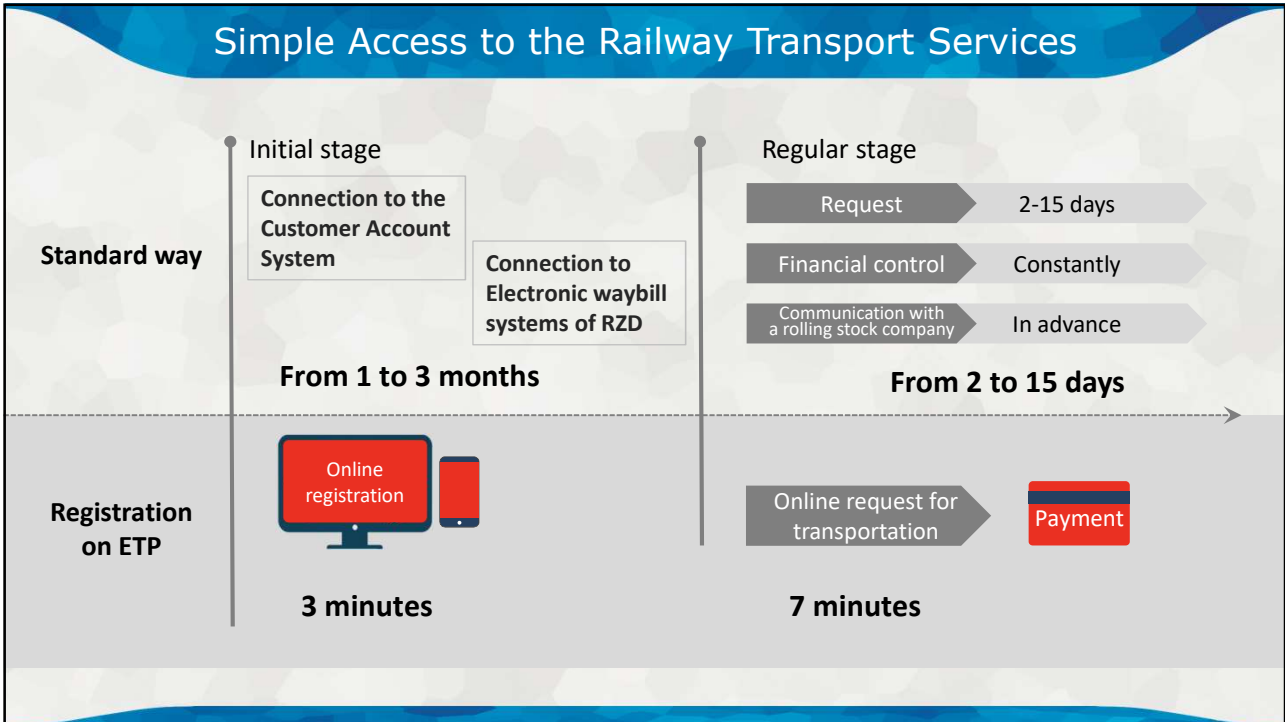 Simple Access to the Railway Transport Services
Initial stage
Regular stage
Standard way
Connection to the
Customer Account
System
Connection to
Electronic waybill
systems of RZD
From 1 to 3 months
Request
2-15 days
Financial control
Constantly
Communication with
a rolling stock company
In advance
From 2 to 15 days
Registration
on ETP
Online
registration
3 minutes
Online request for
transportation
Payment
7 minutes